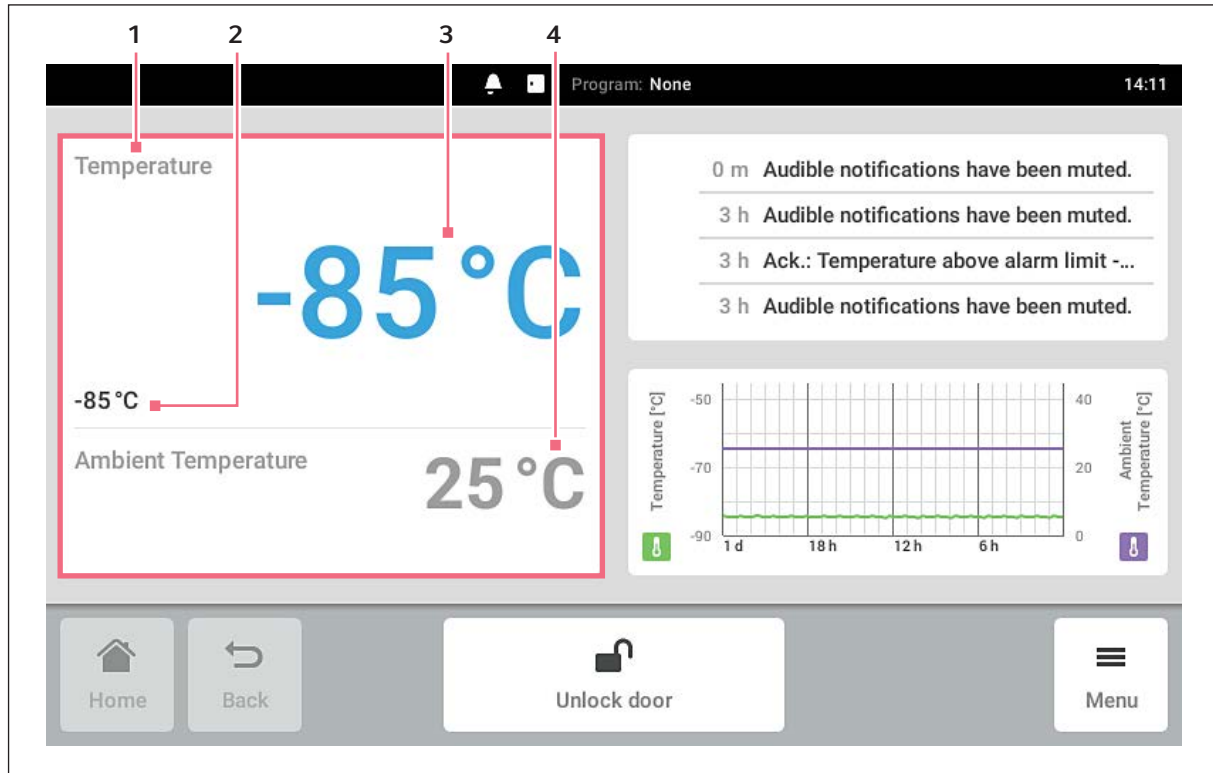 1 2 3 4
Program: None 14:11
Temperature
-85 °C
-85 °C
Ambient Temperature
25 °C
0 m Audible notifications have been muted.
3 h Audible notifications have been muted.
3 h Ack.: Temperature above alarm limit -...
3 h Audible notifications have been muted.
Temperature [°C]
-50
-70
-90
1 d 18 h 12 h 6 h
40
20
0
Ambient
Temperature [°C]
Home
Back
Unlock door
Menu